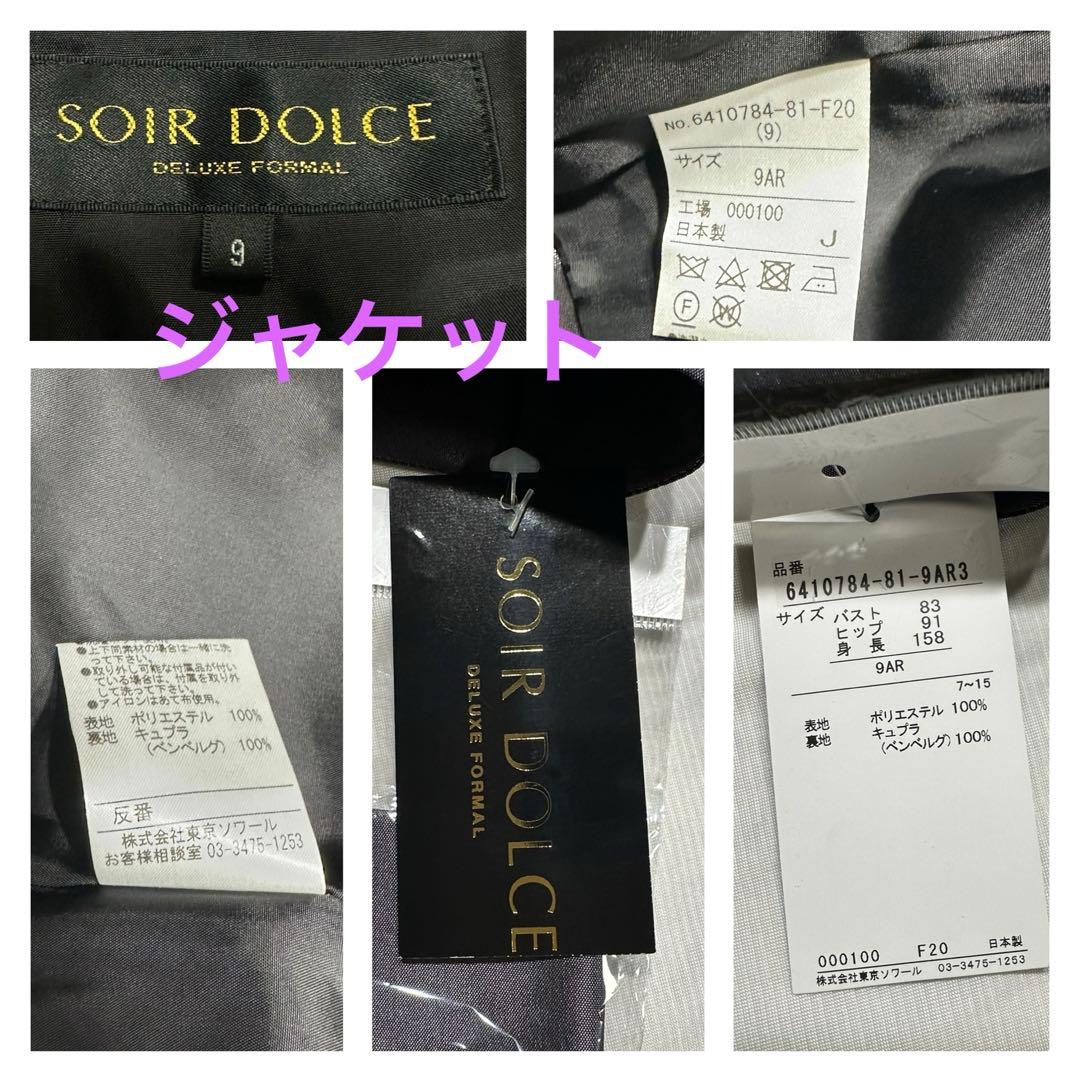 SOIR DOLCE
DELUXE FORMAL
9
No.6410784-81-F20
(9)
サイズ
9AR
工場 000100
日本製 J
F
W
ジャケット
●上下同素材の場合は一緒に洗
って下さい。
●取り外し可能な付属品が付い
ている場合は、付属を取り外
して洗って下さい。
●アイロンはあて布使用。
表地 ポリエステル 100%
裏地 キュプラ
(ベンベルグ) 100%
反番
株式会社東京ソワール
お客様相談室 03-3475-1253
SOIR DOLCE
DELUXE FORMAL
品番
6410784-81-9AR3
サイズ バスト 83
ヒップ 91
身長 158
9AR
7~15
表地 ポリエステル 100%
裏地 キュプラ
(ベンベルグ) 100%
000100 F20 日本製
株式会社東京ソワール 03-3475-1253